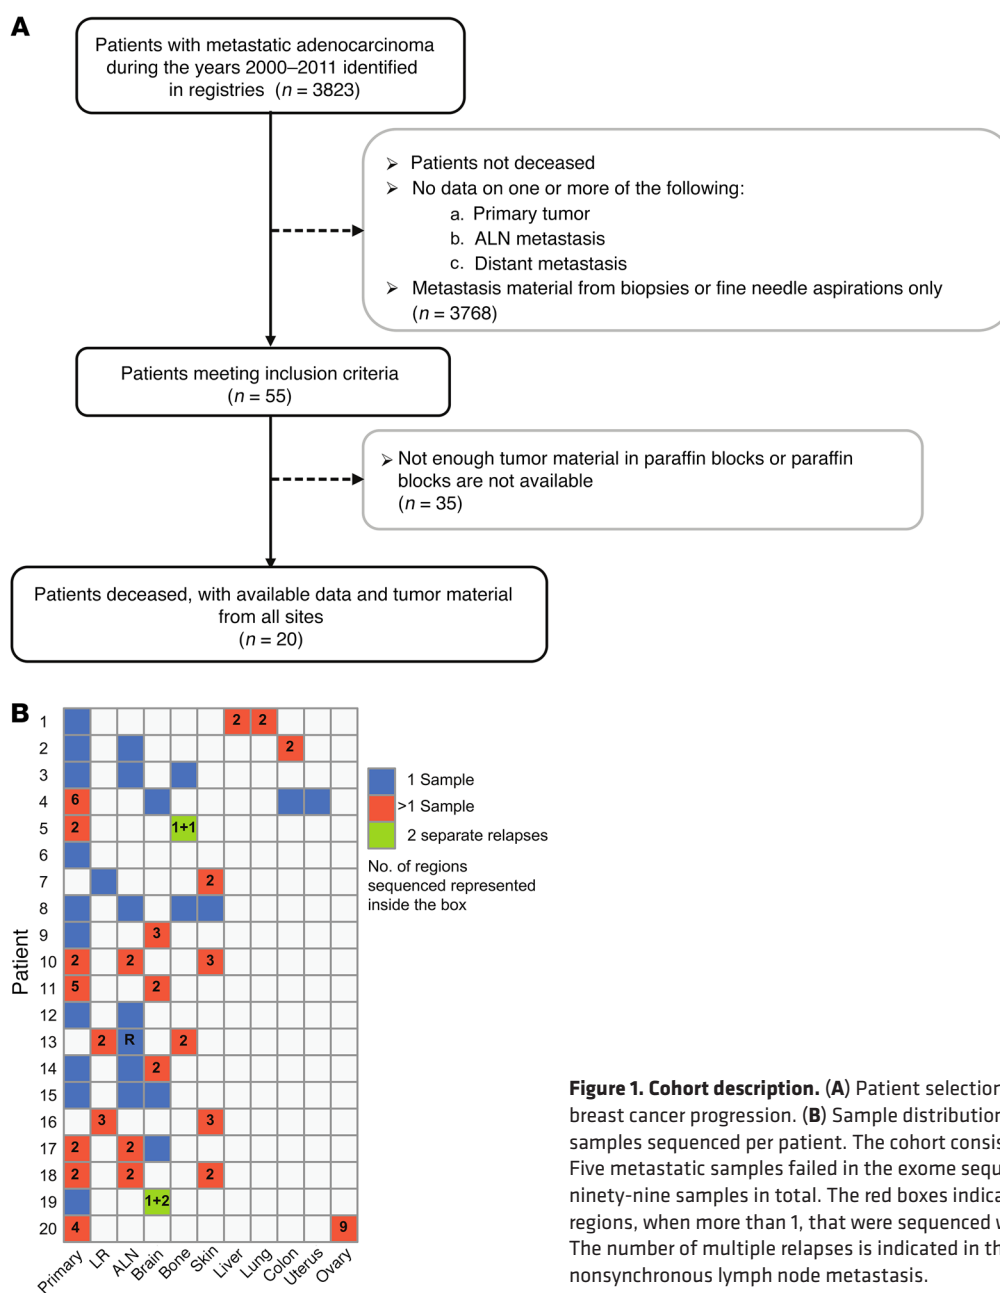 A
Patients with metastatic adenocarcinoma
during the years 2000–2011 identified
in registries (n = 3823)
➢ Patients not deceased
➢ No data on one or more of the following:
a. Primary tumor
b. ALN metastasis
c. Distant metastasis
➢ Metastasis material from biopsies or fine needle aspirations only
(n = 3768)
Patients meeting inclusion criteria
(n = 55)
➢ Not enough tumor material in paraffin blocks or paraffin
blocks are not available
(n = 35)
Patients deceased, with available data and tumor material
from all sites
(n = 20)
B
Patient
1 2 2
2 2
3
4 6
5 2 1+1
6
7 2
8
9 3
10 2 2 3
11 5 2
12
13 2 R 2
14 2
15
16 3 3
17 2 2
18 2 2 2
19 1+2
20 4 9
Primary LR ALN Brain Bone Skin Liver Lung Colon Uterus Ovary
1 Sample
>1 Sample
2 separate relapses
No. of regions
sequenced represented
inside the box
Figure 1. Cohort description. (A) Patient selection
breast cancer progression. (B) Sample distribution
samples sequenced per patient. The cohort consis
Five metastatic samples failed in the exome sequ
ninety-nine samples in total. The red boxes indica
regions, when more than 1, that were sequenced w
The number of multiple relapses is indicated in th
nonsynchronous lymph node metastasis.